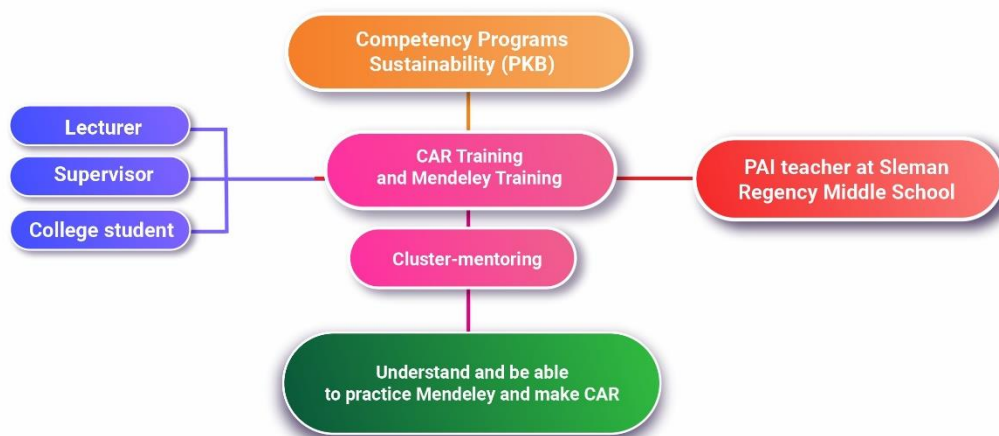 Competency Programs
Sustainability (PKB)
Lecturer
Supervisor
College student
CAR Training
and Mendeley Training
PAI teacher at Sleman
Regency Middle School
Cluster-mentoring
Understand and be able
to practice Mendeley and make CAR